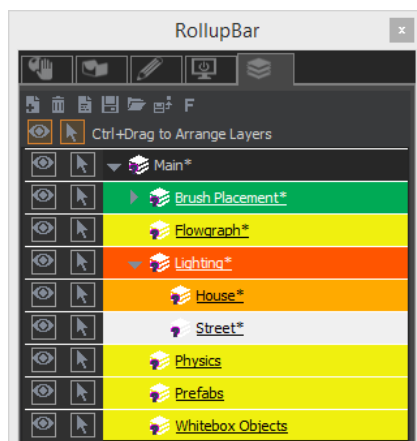 RollupBar
x
F
Ctrl+Drag to Arrange Layers
Main*
Brush Placement*
Flowgraph*
Lighting*
House*
Street*
Physics
Prefabs
Whitebox Objects